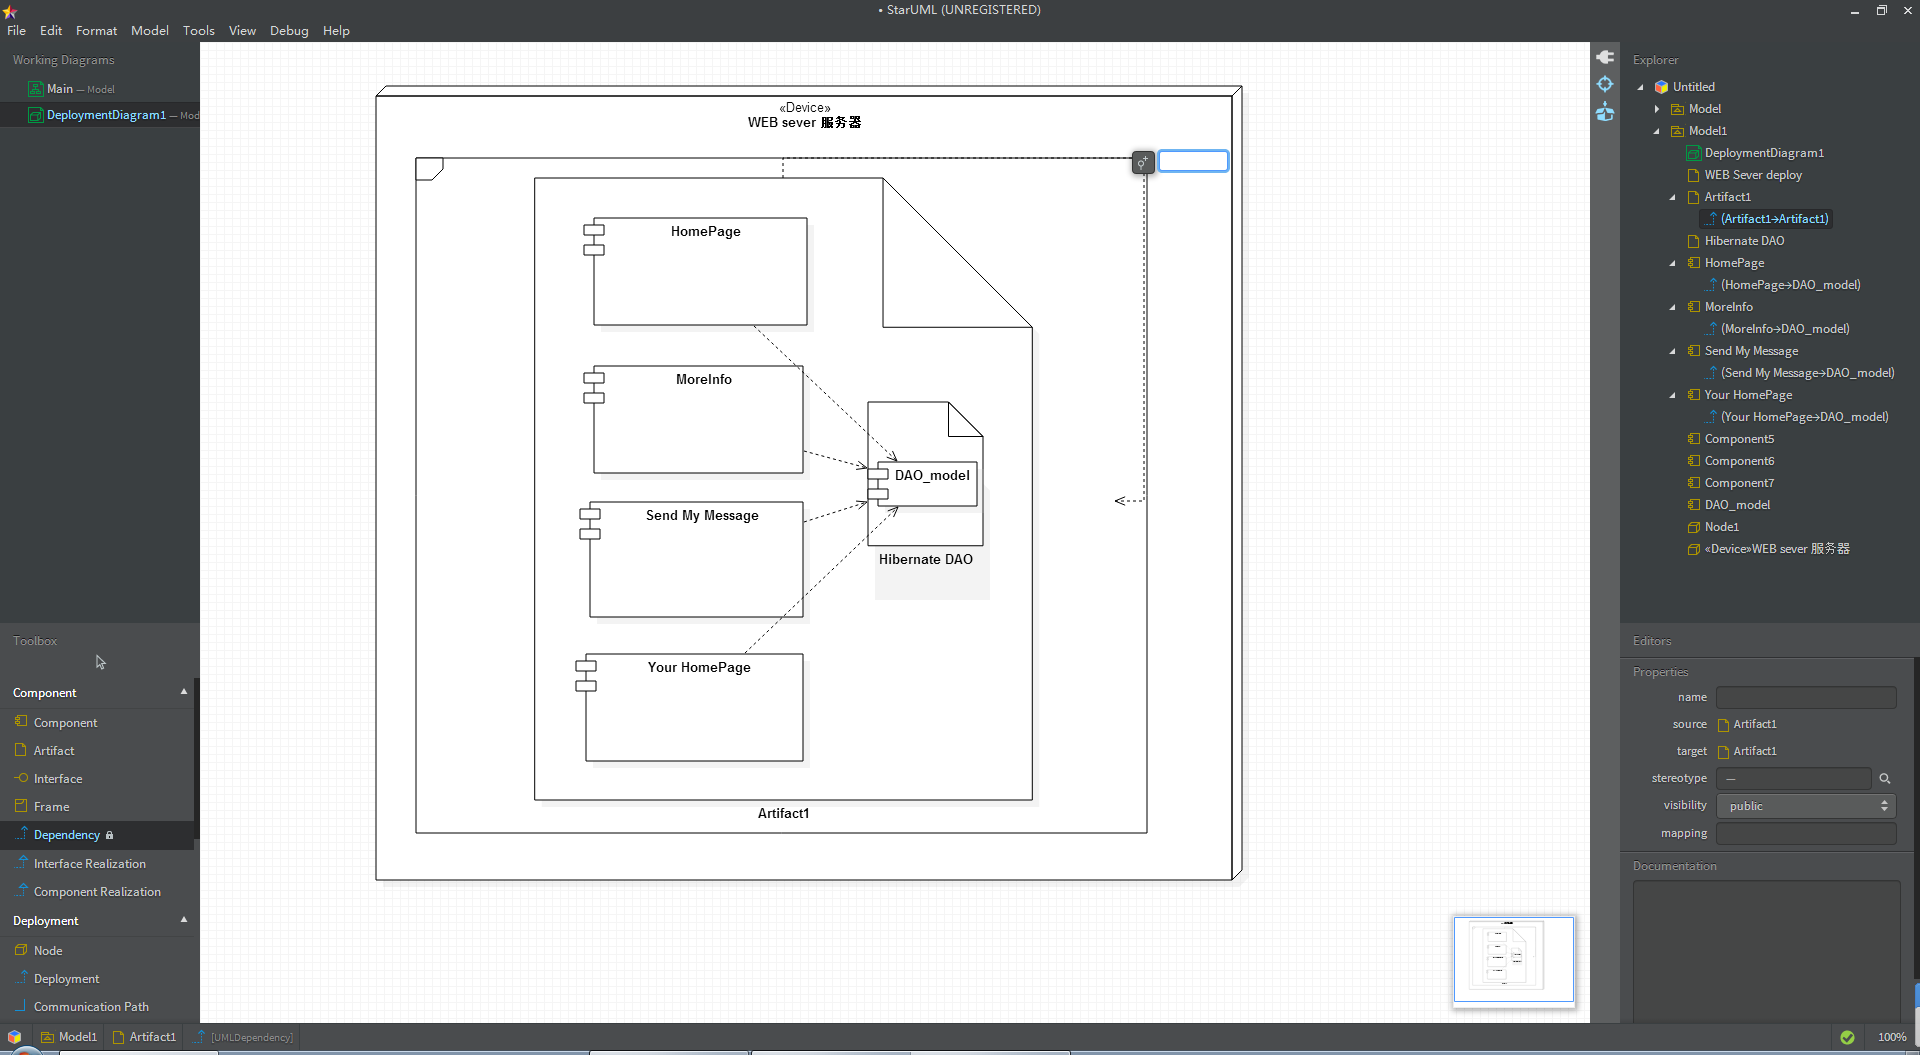 • StarUML (UNREGISTERED)
File Edit Format Model Tools View Debug Help
Working Diagrams
Main — Model
DeploymentDiagram1 — Mod
Toolbox
Component
Component
Artifact
Interface
Frame
Dependency
Interface Realization
Component Realization
Deployment
Node
Deployment
Communication Path
«Device»
WEB sever 服务器
HomePage
MoreInfo
DAO_model
Send My Message
Hibernate DAO
Your HomePage
Artifact1
Explorer
Untitled
Model
Model1
DeploymentDiagram1
WEB Sever deploy
Artifact1
(Artifact1→Artifact1)
Hibernate DAO
HomePage
(HomePage→DAO_model)
MoreInfo
(MoreInfo→DAO_model)
Send My Message
(Send My Message→DAO_model)
Your HomePage
(Your HomePage→DAO_model)
Component5
Component6
Component7
DAO_model
Node1
«Device»WEB sever 服务器
Editors
Properties
name
source Artifact1
target Artifact1
stereotype —
visibility public
mapping
Documentation
Model1 Artifact1 [UMLDependency]
100%